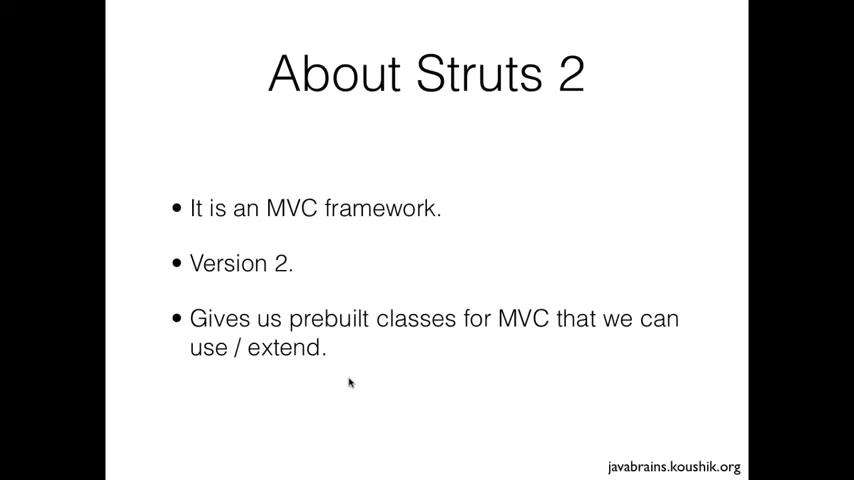 About Struts 2
• It is an MVC framework.
• Version 2.
• Gives us prebuilt classes for MVC that we can
use / extend.
javabrains.koushik.org